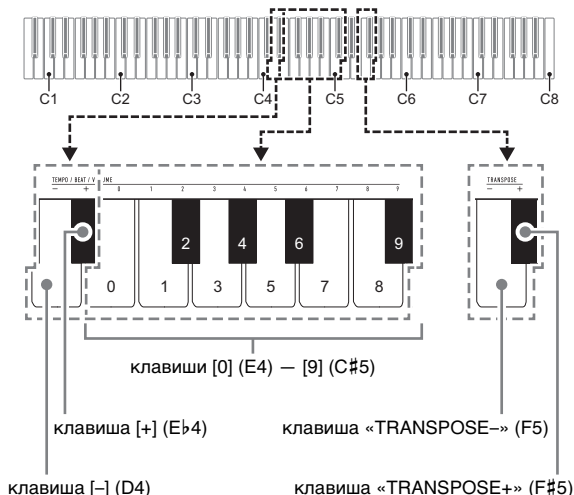 C1 C2 C3 C4 C5 C6 C7 C8
TEMPO / BEAT / V UME
− + 0 1 2 3 4 5 6 7 8 9
TRANSPOSE
− +
2 4 6 9
0 1 3 5 7 8
клавиши [0] (E4) — [9] (C♯5)
клавиша [+] (E♭4)
клавиша «TRANSPOSE–» (F5)
клавиша [–] (D4)
клавиша «TRANSPOSE+» (F♯5)